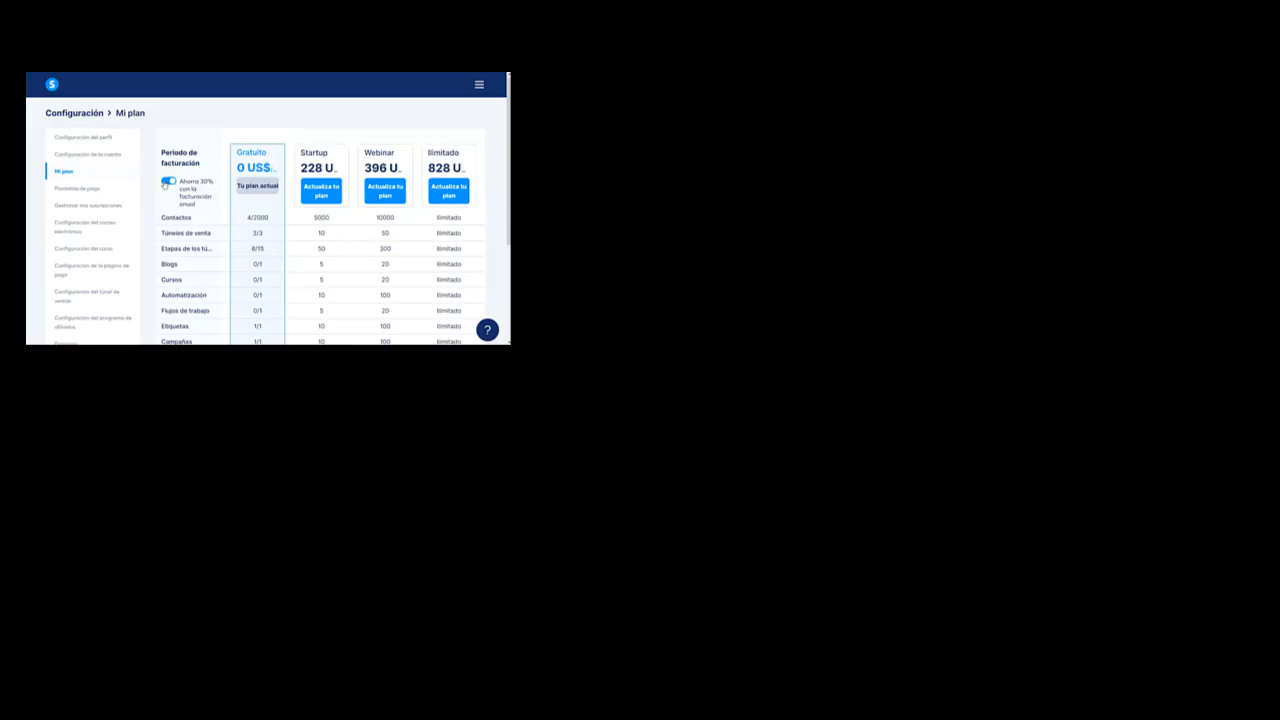 S
Configuración > Mi plan
Configuración del perfil
Configuración de la cuenta
Mi plan
Pasarelas de pago
Gestionar mis suscripciones
Configuración del correo
electrónico
Configuración del curso
Configuración de la página de
pago
Configuración del túnel de
ventas
Configuración del programa de
afiliados
Periodo de
facturación
Ahorra 30%
con la
facturación
anual
Gratuito
0 US$/...
Tu plan actual
Startup
228 U...
Actualiza tu
plan
Webinar
396 U...
Actualiza tu
plan
Ilimitado
828 U...
Actualiza tu
plan
Contactos 4/2000 5000 10000 Ilimitado
Túneles de venta 3/3 10 50 Ilimitado
Etapas de los tú... 8/15 50 300 Ilimitado
Blogs 0/1 5 20 Ilimitado
Cursos 0/1 5 20 Ilimitado
Automatización 0/1 10 100 Ilimitado
Flujos de trabajo 0/1 5 20 Ilimitado
Etiquetas 1/1 10 100 Ilimitado
Campañas 1/1 10 100 Ilimitado
?